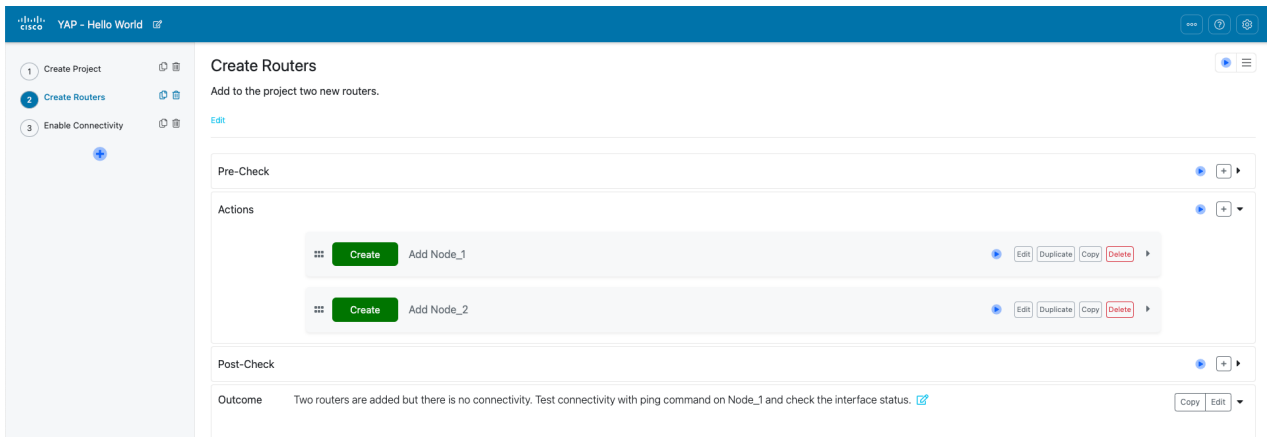 CISCO YAP - Hello World
1 Create Project
2 Create Routers
3 Enable Connectivity
Create Routers
Add to the project two new routers.
Edit
Pre-Check
Actions
Create Add Node_1 Edit Duplicate Copy Delete
Create Add Node_2 Edit Duplicate Copy Delete
Post-Check
Outcome Two routers are added but there is no connectivity. Test connectivity with ping command on Node_1 and check the interface status. Copy Edit